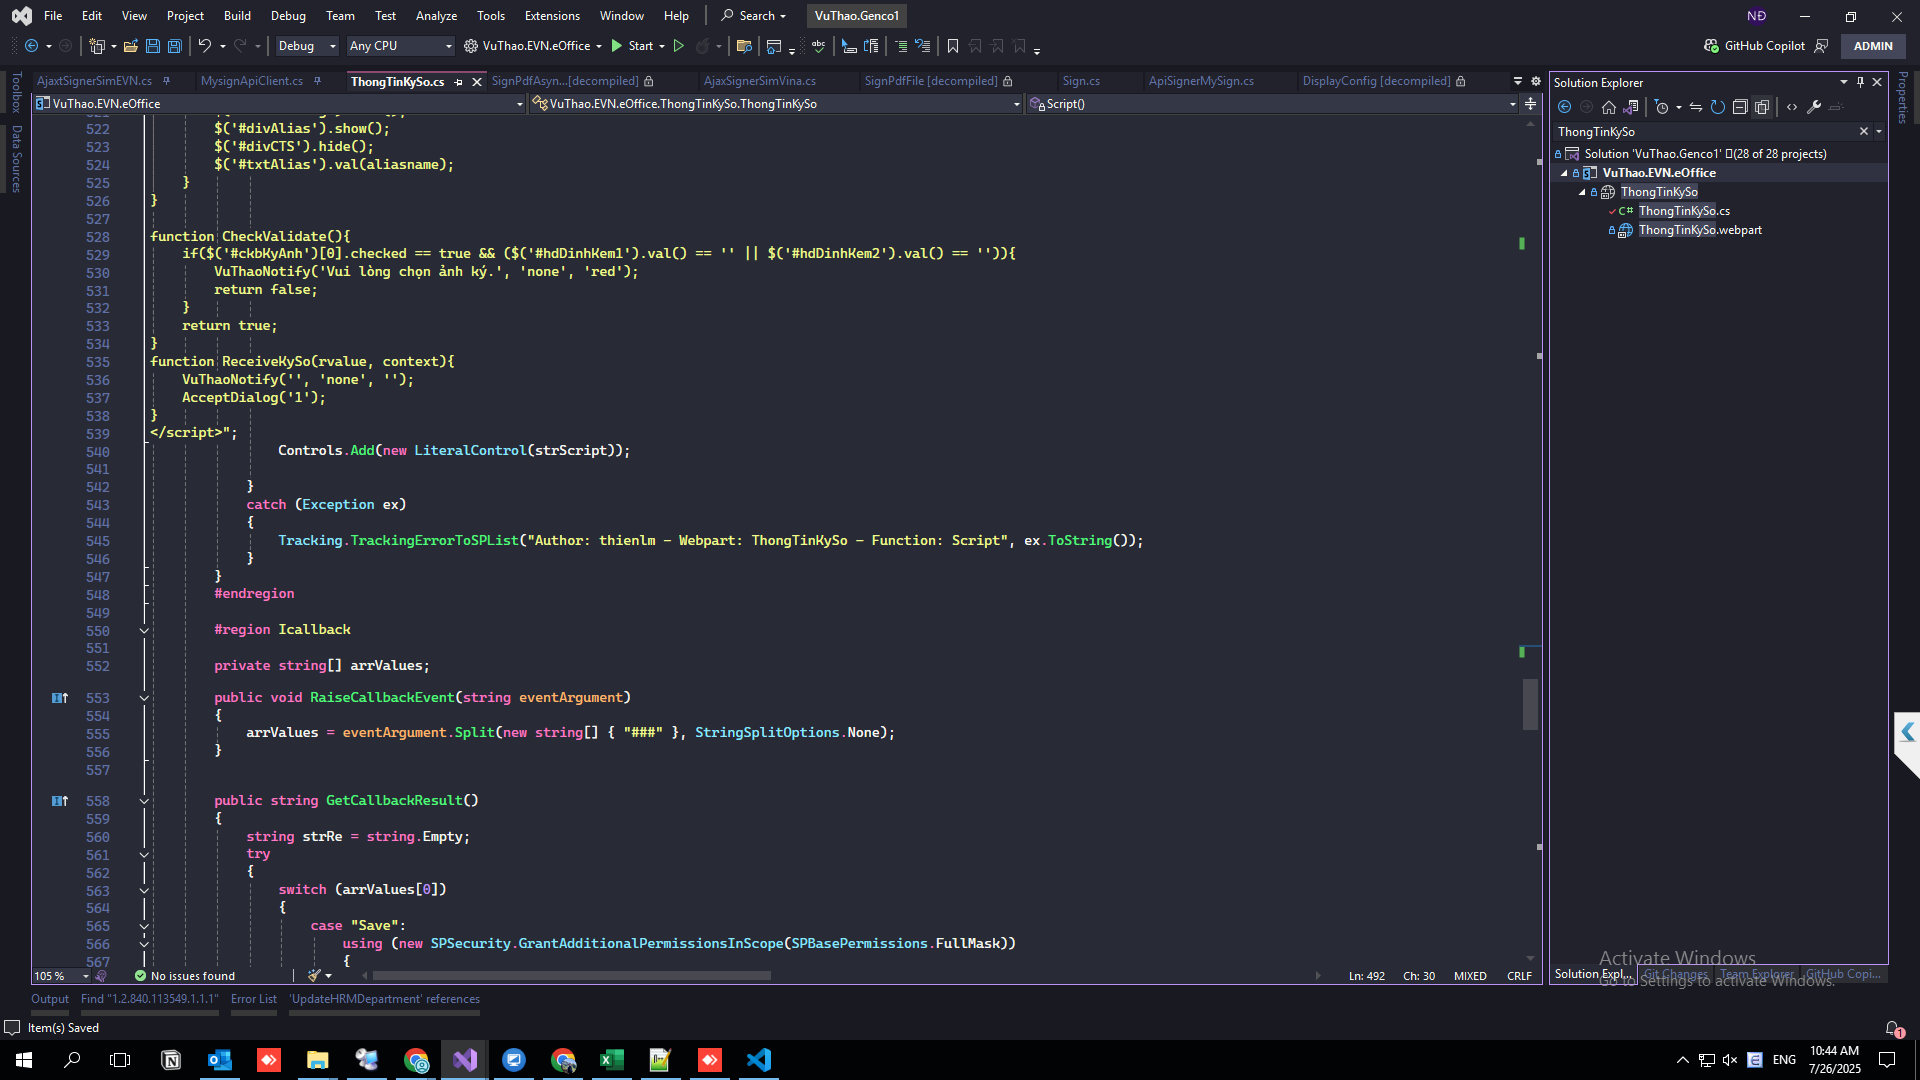 File Edit View Project Build Debug Team Test Analyze Tools Extensions Window Help Search VuThao.Genco1 NĐ
Debug Any CPU VuThao.EVN.eOffice Start GitHub Copilot ADMIN
Toolbox
Data Sources
AjaxtSignerSimEVN.cs MysignApiClient.cs ThongTinKySo.cs SignPdfAsyn...[decompiled] AjaxSignerSimVina.cs SignPdfFile [decompiled] Sign.cs ApiSignerMySign.cs DisplayConfig [decompiled]
VuThao.EVN.eOffice VuThao.EVN.eOffice.ThongTinKySo.ThongTinKySo Script()
522 $('#divAlias').show();
523 $('#divCTS').hide();
524 $('#txtAlias').val(aliasname);
525 }
526 }
527
528 function CheckValidate(){
529 if($('#ckbKyAnh')[0].checked == true && ($('#hdDinhKem1').val() == '' || $('#hdDinhKem2').val() == '')){
530 VuThaoNotify('Vui lòng chọn ảnh ký.', 'none', 'red');
531 return false;
532 }
533 return true;
534 }
535 function ReceiveKySo(rvalue, context){
536 VuThaoNotify('', 'none', '');
537 AcceptDialog('1');
538 }
539 </script>";
540 Controls.Add(new LiteralControl(strScript));
541
542 }
543 catch (Exception ex)
544 {
545 Tracking.TrackingErrorToSPList("Author: thienlm - Webpart: ThongTinKySo - Function: Script", ex.ToString());
546 }
547 }
548 #endregion
549
550 #region Icallback
551
552 private string[] arrValues;
553 public void RaiseCallbackEvent(string eventArgument)
554 {
555 arrValues = eventArgument.Split(new string[] { "###" }, StringSplitOptions.None);
556 }
557
558 public string GetCallbackResult()
559 {
560 string strRe = string.Empty;
561 try
562 {
563 switch (arrValues[0])
564 {
565 case "Save":
566 using (new SPSecurity.GrantAdditionalPermissionsInScope(SPBasePermissions.FullMask))
567 {
105 % No issues found Ln: 492 Ch: 30 MIXED CRLF
Output Find "1.2.840.113549.1.1.1" Error List 'UpdateHRMDepartment' references
Item(s) Saved
Solution Explorer
ThongTinKySo
Solution 'VuThao.Genco1' (28 of 28 projects)
VuThao.EVN.eOffice
ThongTinKySo
C# ThongTinKySo.cs
ThongTinKySo.webpart
Properties
Activate Windows
Go to Settings to activate Windows.
Solution Expl... Git Changes Team Explorer GitHub Copi...
1
ENG
10:44 AM
7/26/2025